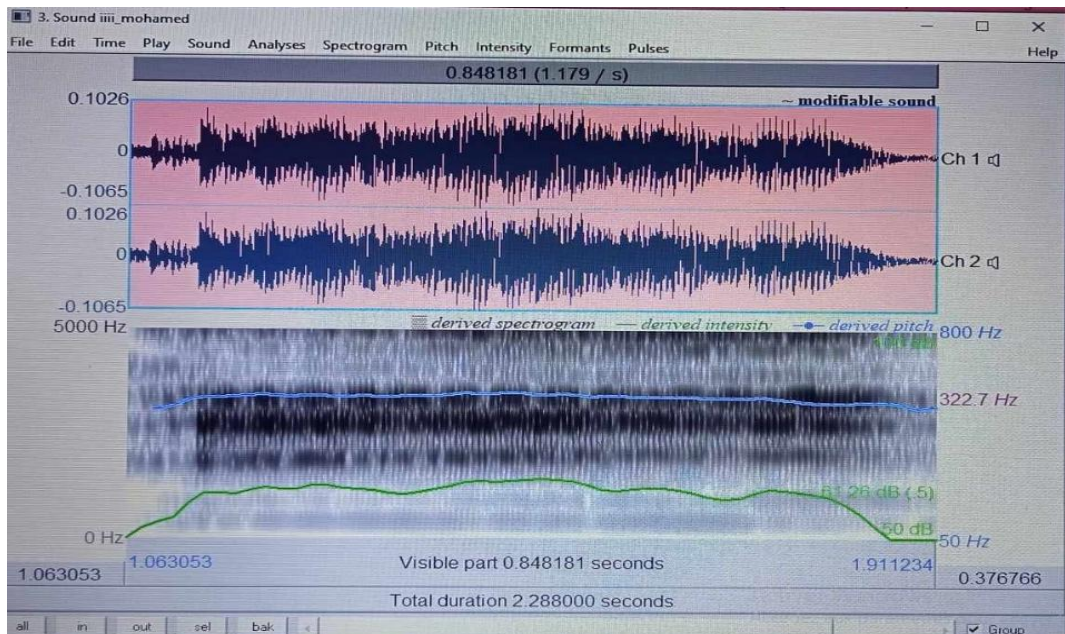 3. Sound iiii_mohamed
File Edit Time Play Sound Analyses Spectrogram Pitch Intensity Formants Pulses Help
0.848181 (1.179 / s)
0.1026
~ modifiable sound
0
Ch 1
-0.1065
0.1026
0
Ch 2
-0.1065
5000 Hz
derived spectrogram derived intensity derived pitch
800 Hz
100 dB
322.7 Hz
61.26 dB (.5)
50 dB
0 Hz
50 Hz
1.063053
Visible part 0.848181 seconds
1.911234
1.063053
0.376766
Total duration 2.288000 seconds
all in out sel bak
Group